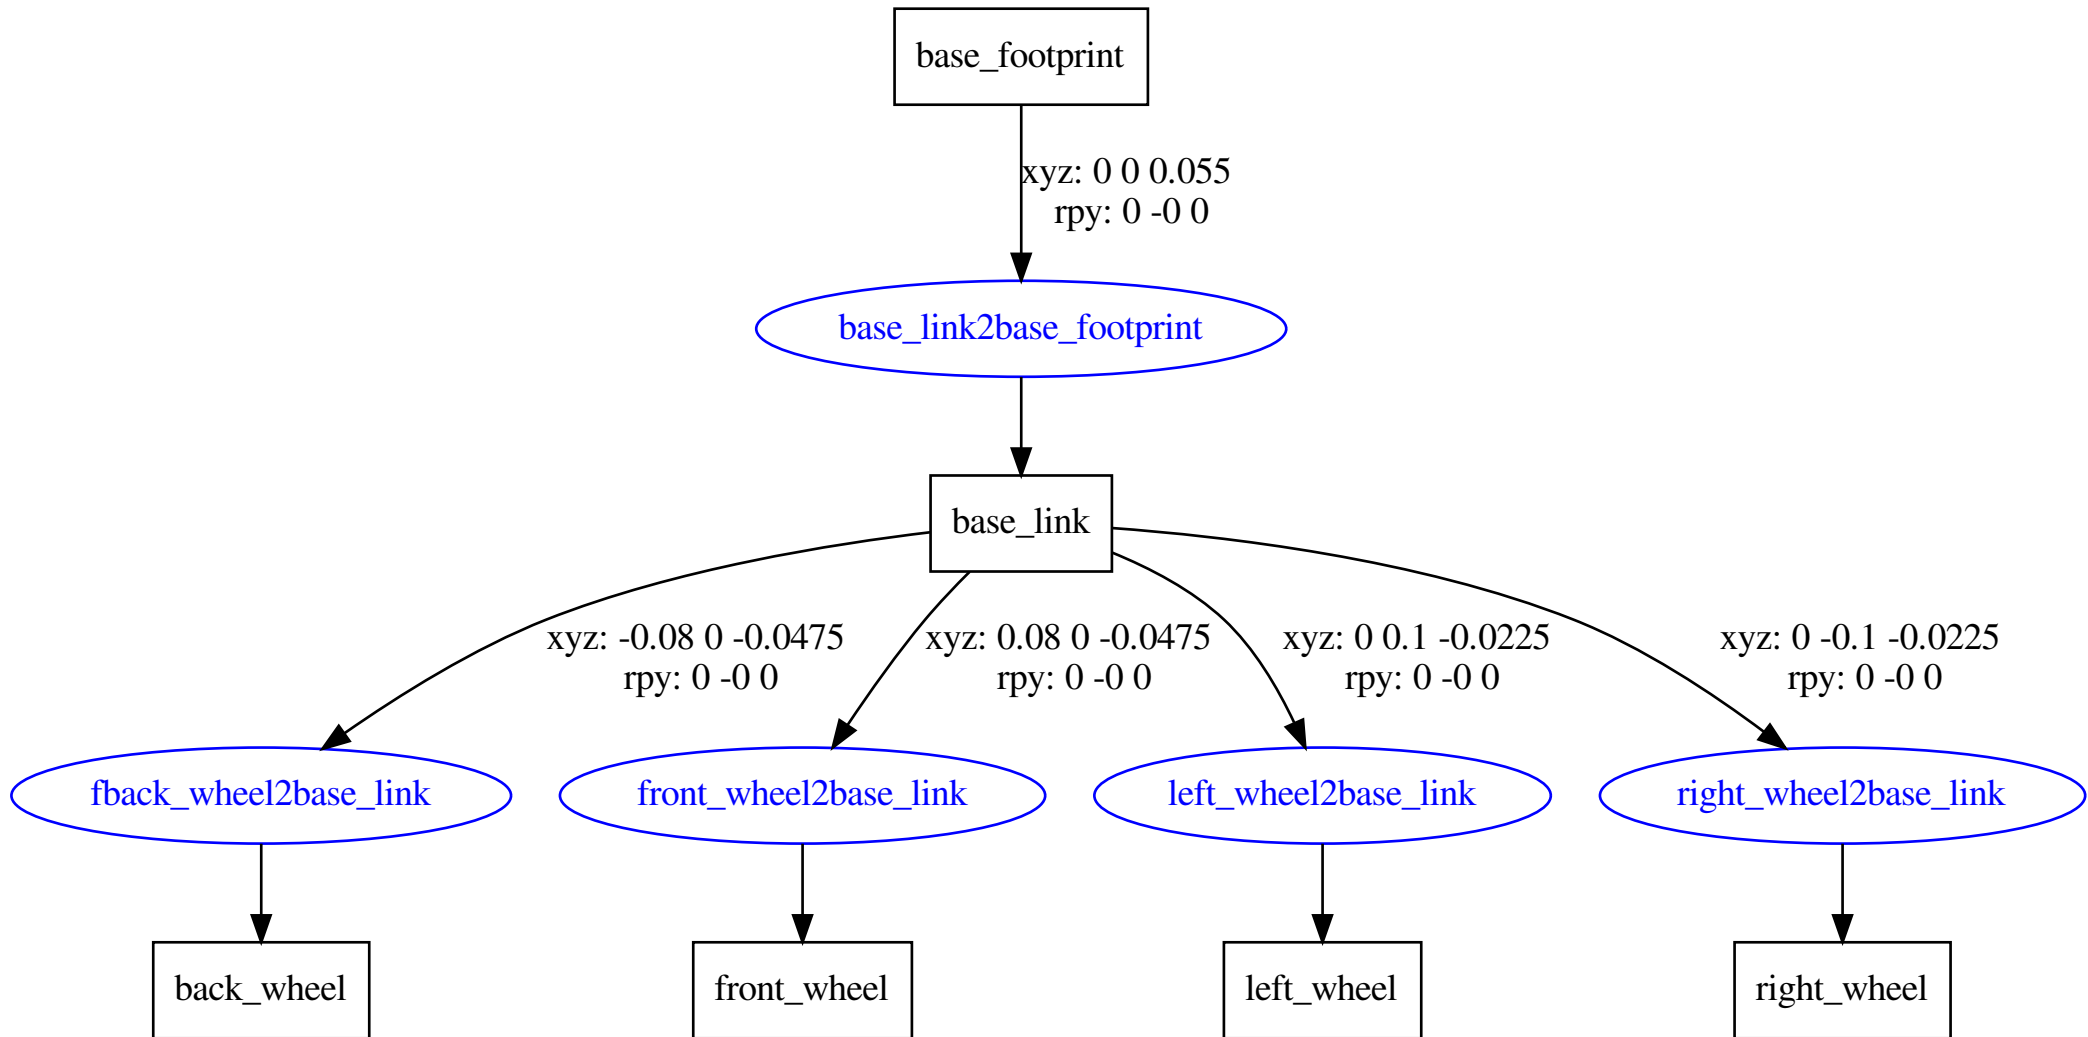 base_footprint
xyz: 0 0 0.055
rpy: 0 -0 0
base_link2base_footprint
base_link
xyz: -0.08 0 -0.0475
rpy: 0 -0 0
xyz: 0.08 0 -0.0475
rpy: 0 -0 0
xyz: 0 0.1 -0.0225
rpy: 0 -0 0
xyz: 0 -0.1 -0.0225
rpy: 0 -0 0
fback_wheel2base_link
front_wheel2base_link
left_wheel2base_link
right_wheel2base_link
back_wheel
front_wheel
left_wheel
right_wheel